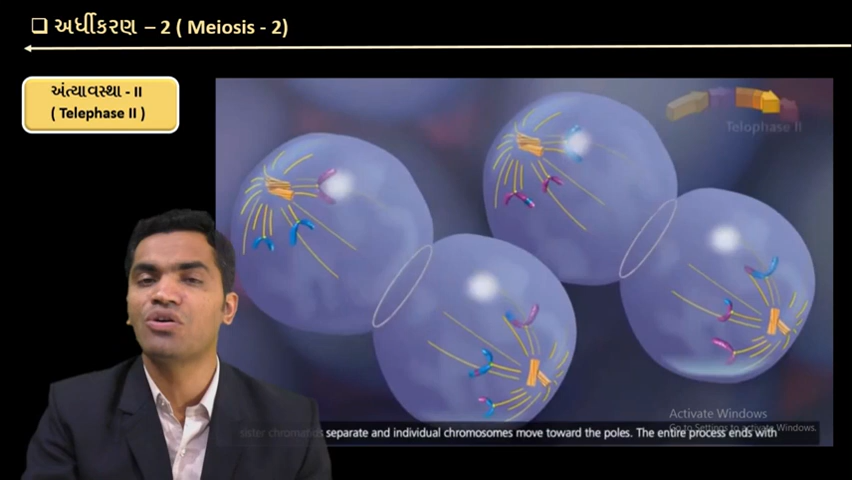 ❑ અર્ધીકરણ – 2 ( Meiosis - 2)
અંત્યાવસ્થા - II
( Telephase II )
Telophase II
Activate Windows
Go to Settings to activate Windows.
sister chromatids separate and individual chromosomes move toward the poles. The entire process ends with